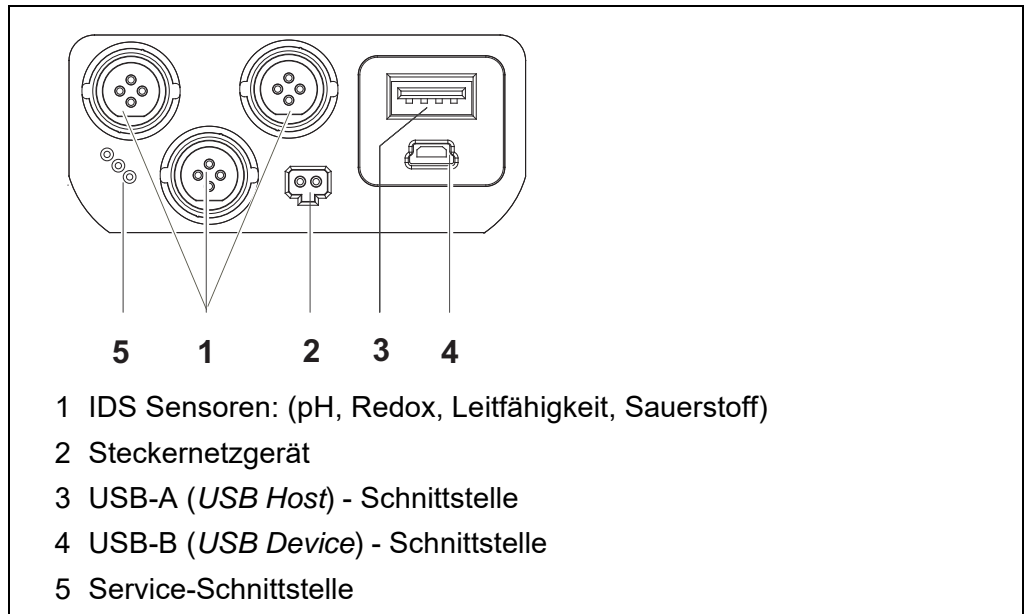 5 1 2 3 4
1 IDS Sensoren: (pH, Redox, Leitfähigkeit, Sauerstoff)
2 Steckernetzgerät
3 USB-A (USB Host) - Schnittstelle
4 USB-B (USB Device) - Schnittstelle
5 Service-Schnittstelle